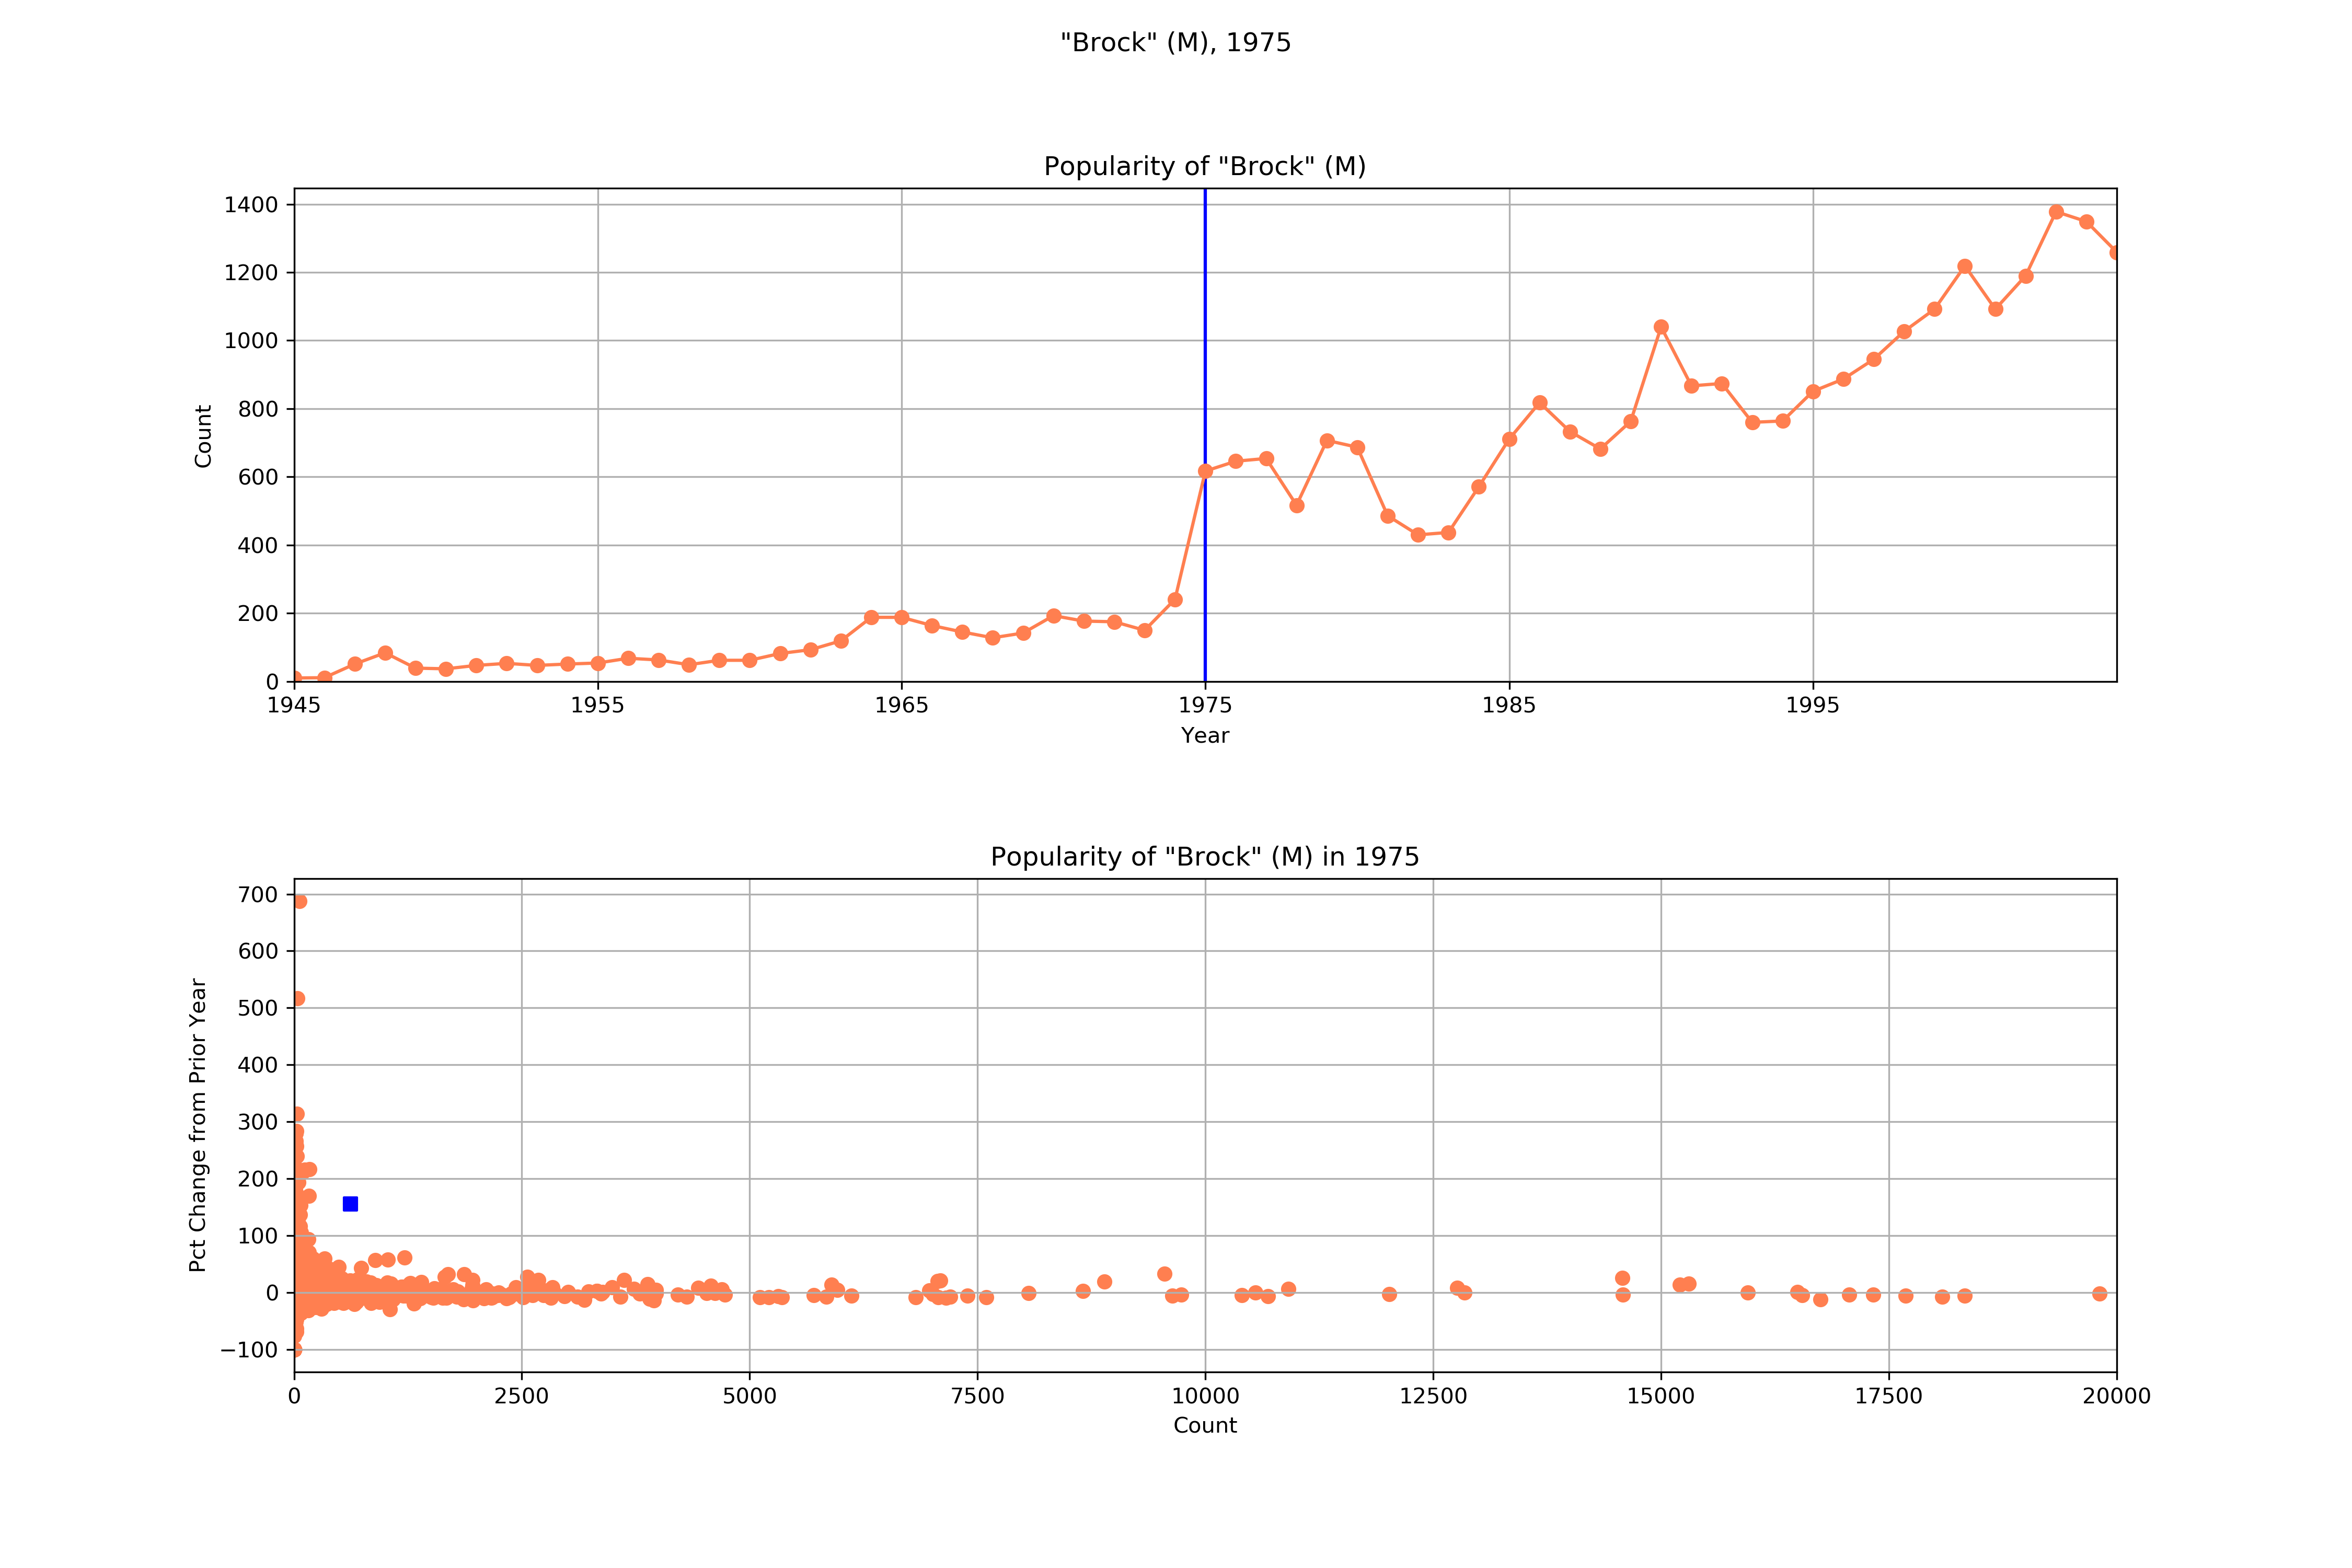 "Brock" (M), 1975
Popularity of "Brock" (M)
1400
1200
1000
800
600
400
200
0
Count
1945 1955 1965 1975 1985 1995
Year
Popularity of "Brock" (M) in 1975
700
600
500
400
300
200
100
0
−100
Pct Change from Prior Year
0 2500 5000 7500 10000 12500 15000 17500 20000
Count